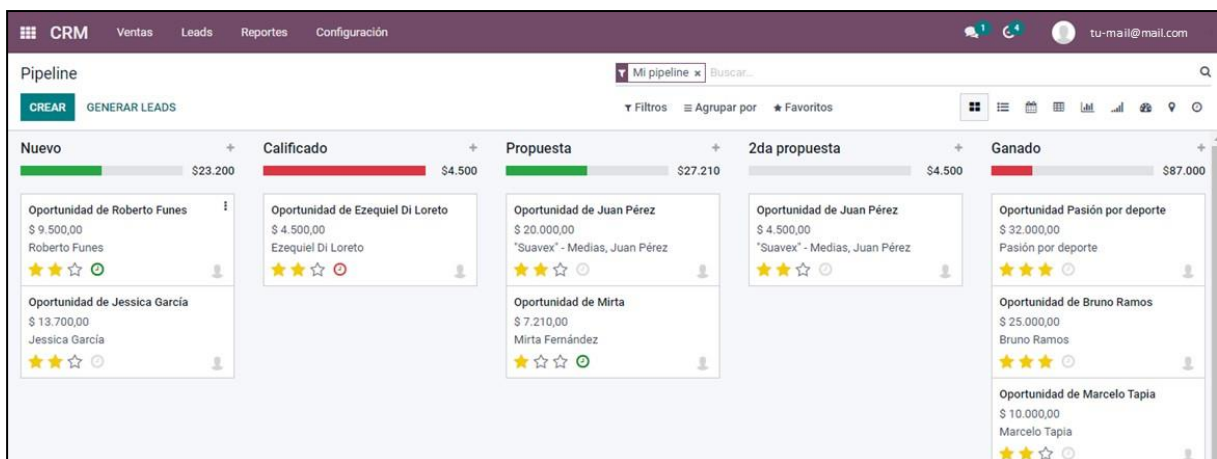 CRM Ventas Leads Reportes Configuración 1 4 tu-mail@mail.com
Pipeline Mi pipeline × Buscar...
CREAR GENERAR LEADS Filtros Agrupar por Favoritos
Nuevo +
$23.200
Oportunidad de Roberto Funes
$ 9.500,00
Roberto Funes
Oportunidad de Jessica García
$ 13.700,00
Jessica García
Calificado +
$4.500
Oportunidad de Ezequiel Di Loreto
$ 4.500,00
Ezequiel Di Loreto
Propuesta +
$27.210
Oportunidad de Juan Pérez
$ 20.000,00
"Suavex" - Medias, Juan Pérez
Oportunidad de Mirta
$ 7.210,00
Mirta Fernández
2da propuesta +
$4.500
Oportunidad de Juan Pérez
$ 4.500,00
"Suavex" - Medias, Juan Pérez
Ganado +
$87.000
Oportunidad Pasión por deporte
$ 32.000,00
Pasión por deporte
Oportunidad de Bruno Ramos
$ 25.000,00
Bruno Ramos
Oportunidad de Marcelo Tapia
$ 10.000,00
Marcelo Tapia